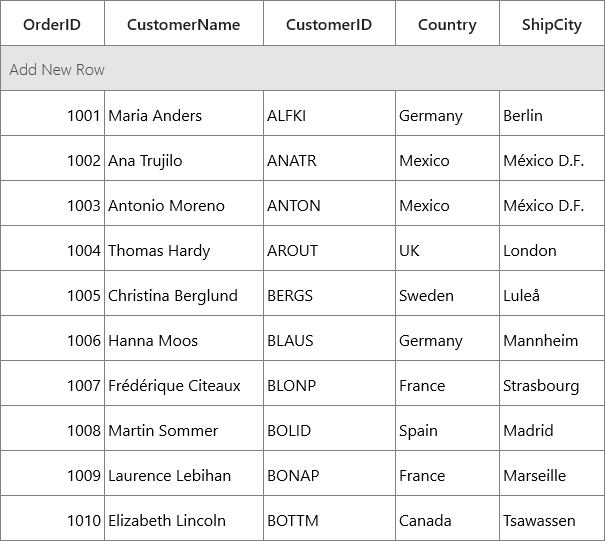 OrderID CustomerName CustomerID Country ShipCity
Add New Row
1001 Maria Anders ALFKI Germany Berlin
1002 Ana Trujilo ANATR Mexico México D.F.
1003 Antonio Moreno ANTON Mexico México D.F.
1004 Thomas Hardy AROUT UK London
1005 Christina Berglund BERGS Sweden Luleå
1006 Hanna Moos BLAUS Germany Mannheim
1007 Frédérique Citeaux BLONP France Strasbourg
1008 Martin Sommer BOLID Spain Madrid
1009 Laurence Lebihan BONAP France Marseille
1010 Elizabeth Lincoln BOTTM Canada Tsawassen